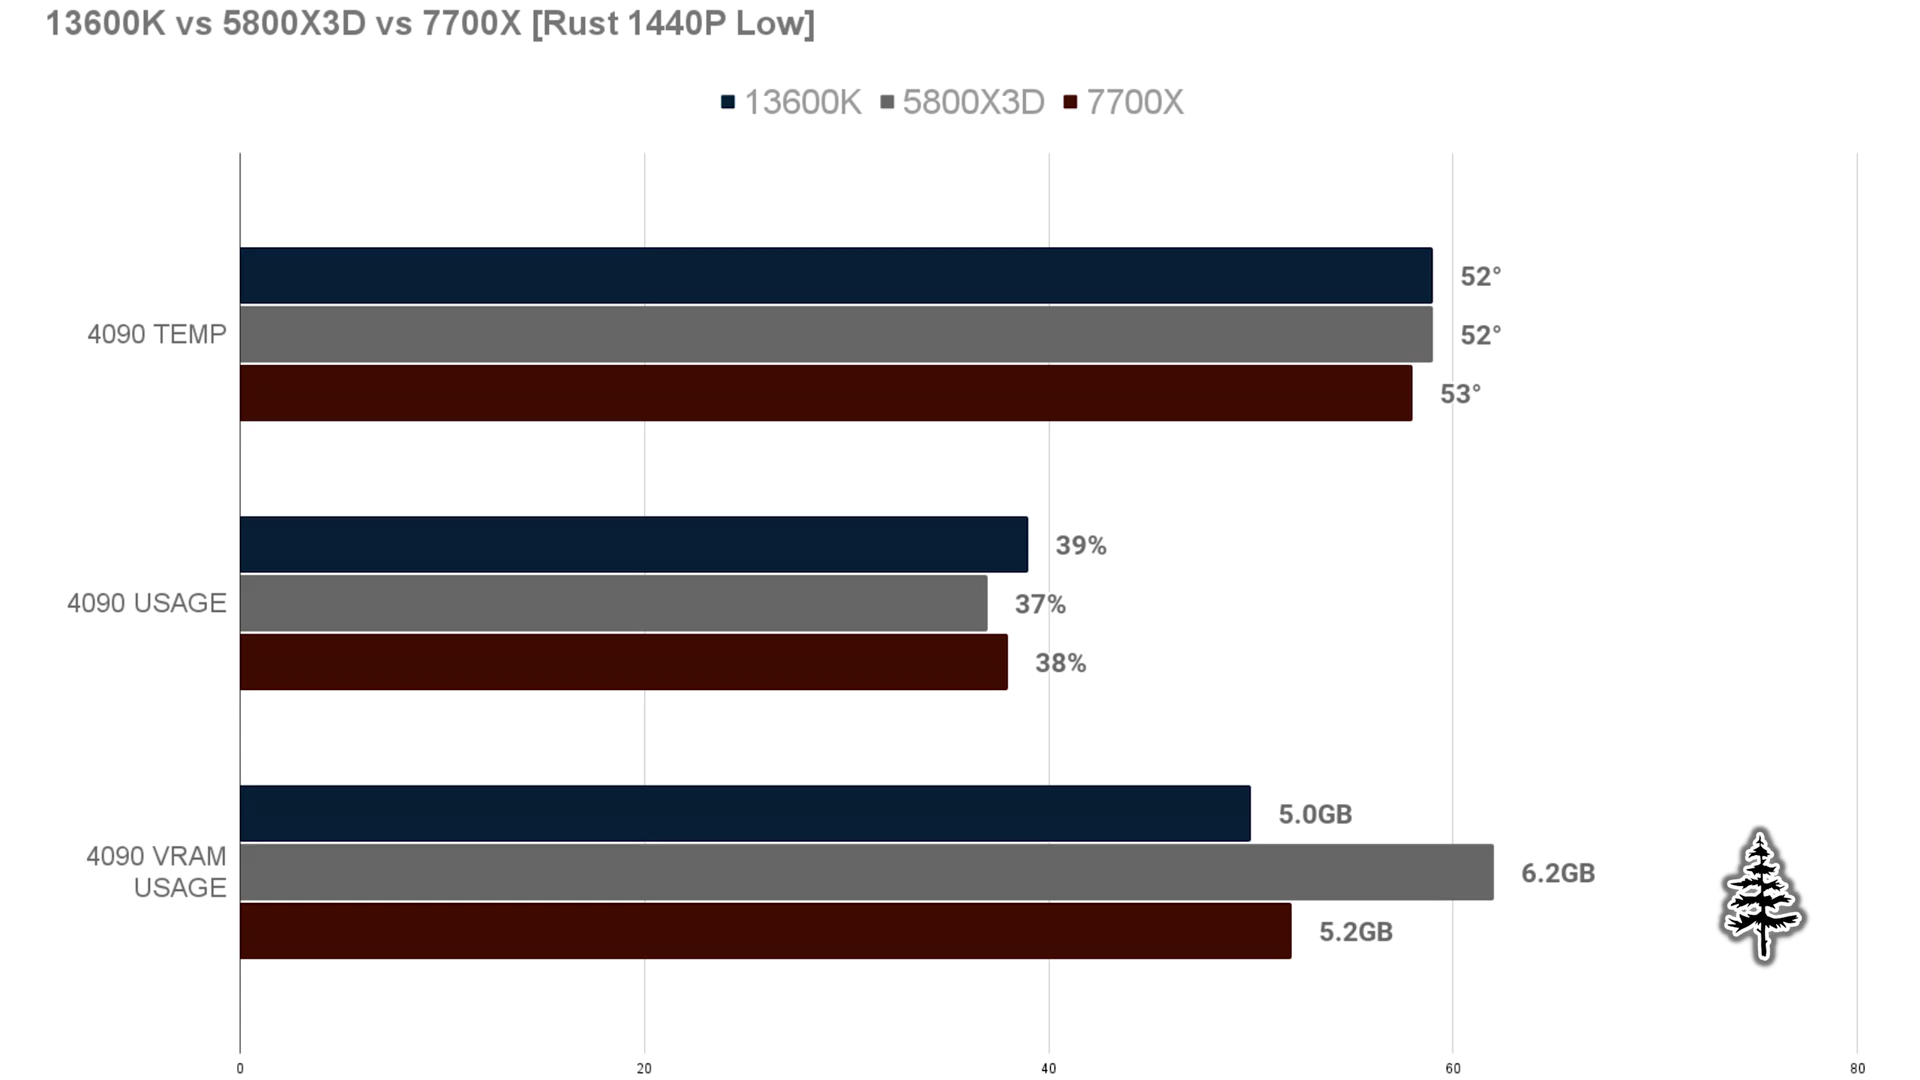 13600K vs 5800X3D vs 7700X [Rust 1440P Low]
13600K 5800X3D 7700X
52°
4090 TEMP
52°
53°
39%
4090 USAGE
37%
38%
5.0GB
4090 VRAM
USAGE
6.2GB
5.2GB
0 20 40 60 80